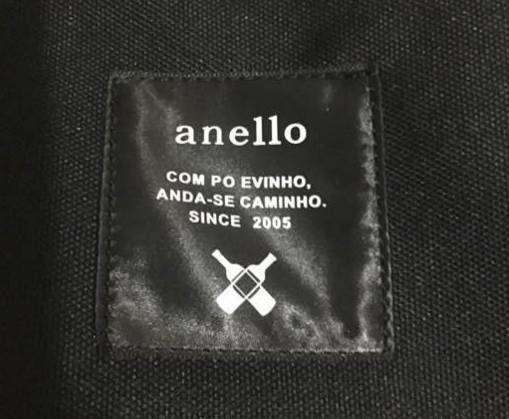 anello
COM PO EVINHO,
ANDA-SE CAMINHO.
SINCE 2005